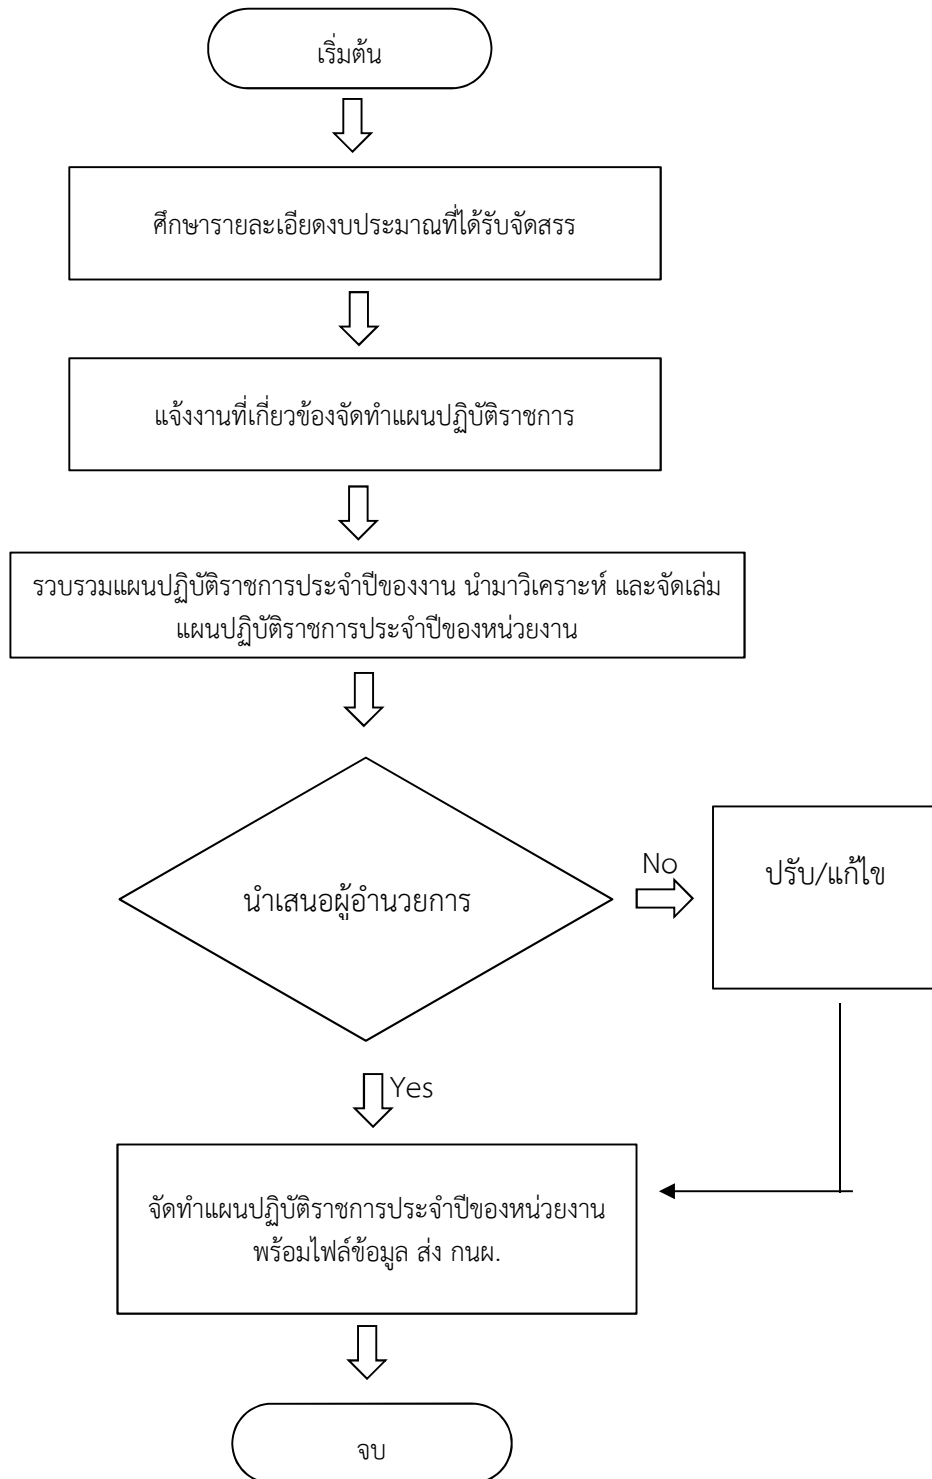 เริ่มต้น
ศึกษารายละเอียดงบประมาณที่ได้รับจัดสรร
แจ้งงานที่เกี่ยวข้องจัดทำแผนปฏิบัติราชการ
รวบรวมแผนปฏิบัติราชการประจำปีของงาน นำมาวิเคราะห์ และจัดเล่ม
แผนปฏิบัติราชการประจำปีของหน่วยงาน
No
ปรับ/แก้ไข
นำเสนอผู้อำนวยการ
Yes
จัดทำแผนปฏิบัติราชการประจำปีของหน่วยงาน
พร้อมไฟล์ข้อมูล ส่ง กนผ.
จบ